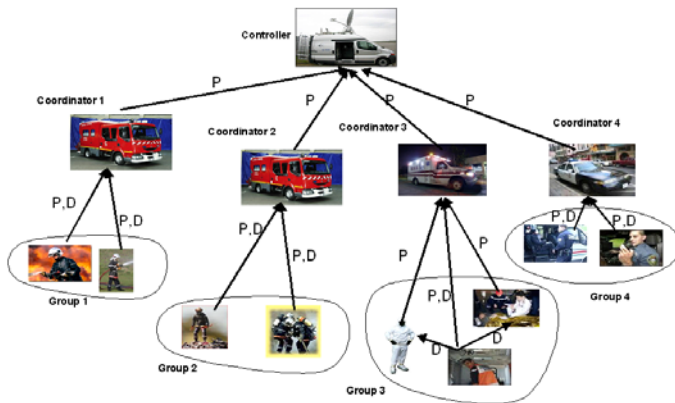 Controller
P
Coordinator 1
P
Coordinator 2
Coordinator 3
P
Coordinator 4
P,D
P,D
P,D
P,D
P
P,D
P
P,D
P,D
Group 1
Group 2
D
D
Group 3
Group 4